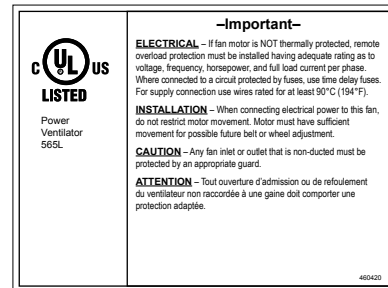 –Important–
ELECTRICAL – If fan motor is NOT thermally protected, remote
overload protection must be installed having adequate rating as to
voltage, frequency, horsepower, and full load current per phase.
Where connected to a circuit protected by fuses, use time delay fuses.
For supply connection use wires rated for at least 90°C (194°F).
INSTALLATION – When connecting electrical power to this fan,
do not restrict motor movement. Motor must have sufficient
movement for possible future belt or wheel adjustment.
CAUTION – Any fan inlet or outlet that is non-ducted must be
protected by an appropriate guard.
ATTENTION – Tout ouverture d'admission ou de refoulement
du ventilateur non raccordée à une gaine doit comporter une
protection adaptée.
460420
C UL US
LISTED
Power
Ventilator
565L